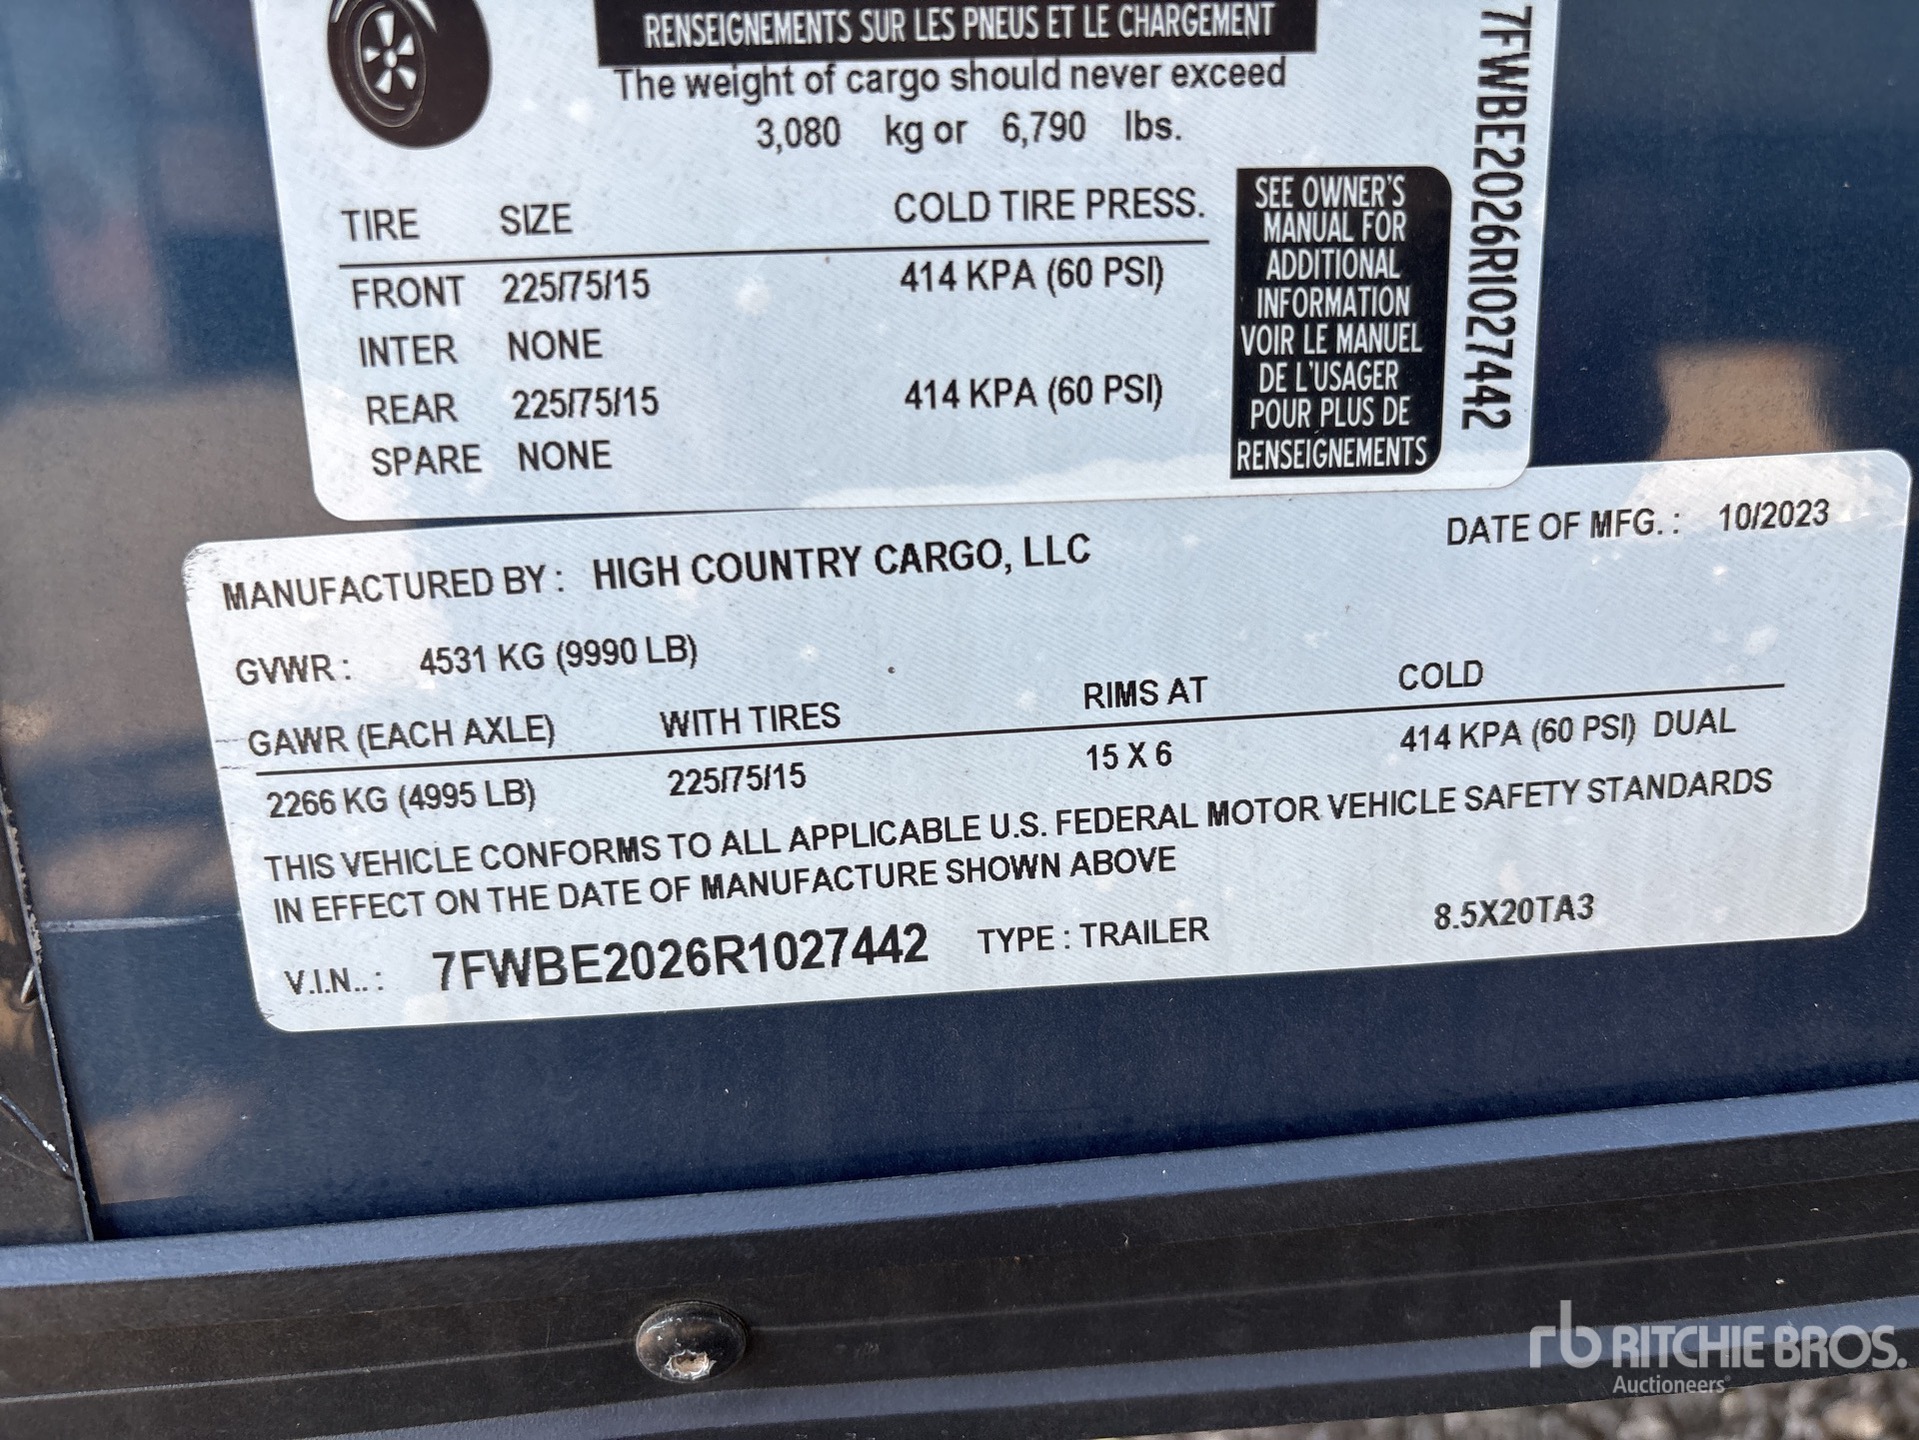 RENSEIGNEMENTS SUR LES PNEUS ET LE CHARGEMENT
The weight of cargo should never exceed
3,080 kg or 6,790 lbs.
TIRE SIZE COLD TIRE PRESS.
FRONT 225/75/15 414 KPA (60 PSI)
INTER NONE
REAR 225/75/15 414 KPA (60 PSI)
SPARE NONE
SEE OWNER'S
MANUAL FOR
ADDITIONAL
INFORMATION
VOIR LE MANUEL
DE L'USAGER
POUR PLUS DE
RENSEIGNEMENTS
7FWBE2026R1027442
MANUFACTURED BY : HIGH COUNTRY CARGO, LLC DATE OF MFG. : 10/2023
GVWR : 4531 KG (9990 LB)
GAWR (EACH AXLE) WITH TIRES RIMS AT COLD
2266 KG (4995 LB) 225/75/15 15 X 6 414 KPA (60 PSI) DUAL
THIS VEHICLE CONFORMS TO ALL APPLICABLE U.S. FEDERAL MOTOR VEHICLE SAFETY STANDARDS
IN EFFECT ON THE DATE OF MANUFACTURE SHOWN ABOVE
V.I.N.. : 7FWBE2026R1027442 TYPE : TRAILER 8.5X20TA3
rb RITCHIE BROS.
Auctioneers